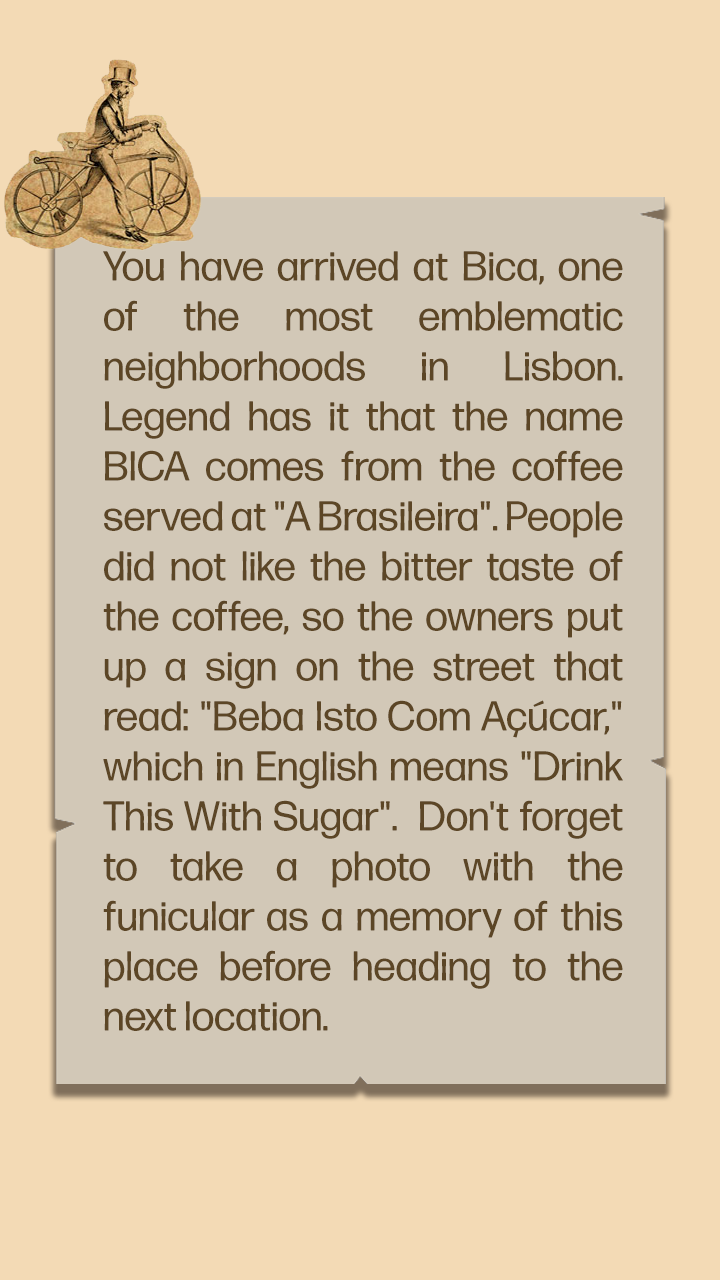 You have arrived at Bica, one
of the most emblematic
neighborhoods in Lisbon.
Legend has it that the name
BICA comes from the coffee
served at "A Brasileira". People
did not like the bitter taste of
the coffee, so the owners put
up a sign on the street that
read: "Beba Isto Com Açúcar,"
which in English means "Drink
This With Sugar".  Don't forget
to take a photo with the
funicular as a memory of this
place before heading to the
next location.